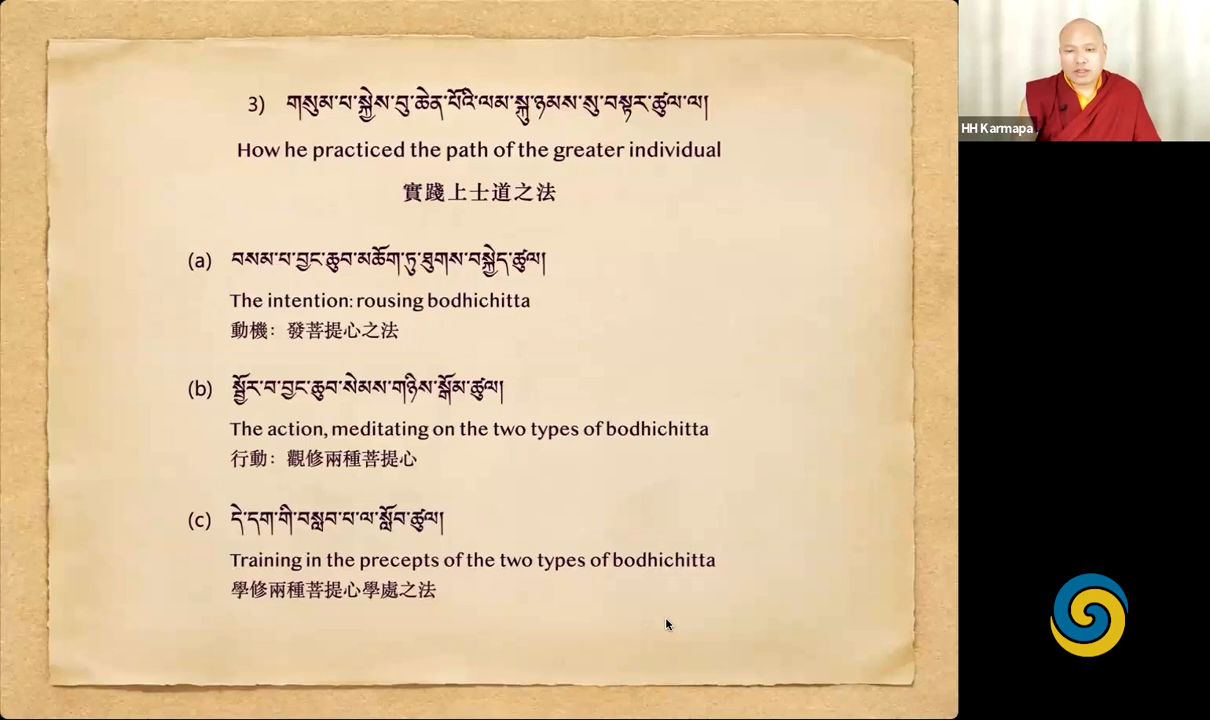 3) གསུམ་པ་སྐྱེས་བུ་ཆེན་པོའི་ལམ་སྐུ་ཉམས་སུ་བསྟར་ཚུལ་ལ།
How he practiced the path of the greater individual
實踐上士道之法
(a) བསམ་པ་བྱང་ཆུབ་མཆོག་ཏུ་ཐུགས་བསྐྱེད་ཚུལ།
The intention: rousing bodhichitta
動機：發菩提心之法
(b) སྦྱོར་བ་བྱང་ཆུབ་སེམས་གཉིས་སྒོམ་ཚུལ།
The action, meditating on the two types of bodhichitta
行動：觀修兩種菩提心
(c) དེ་དག་གི་བསླབ་པ་ལ་སློབ་ཚུལ།
Training in the precepts of the two types of bodhichitta
學修兩種菩提心學處之法
HH Karmapa